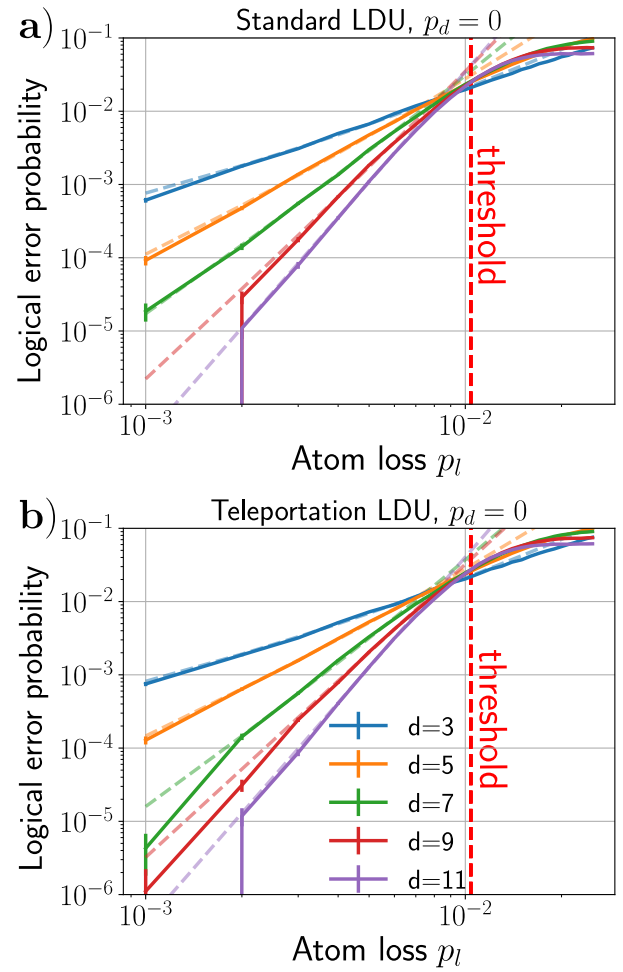 a) Standard LDU, $p_d = 0$
Logical error probability
10^{-1}
10^{-2}
10^{-3}
10^{-4}
10^{-5}
10^{-6}
threshold
10^{-3} 10^{-2}
Atom loss $p_l$
b) Teleportation LDU, $p_d = 0$
Logical error probability
10^{-1}
10^{-2}
10^{-3}
10^{-4}
10^{-5}
10^{-6}
threshold
d=3
d=5
d=7
d=9
d=11
10^{-3} 10^{-2}
Atom loss $p_l$